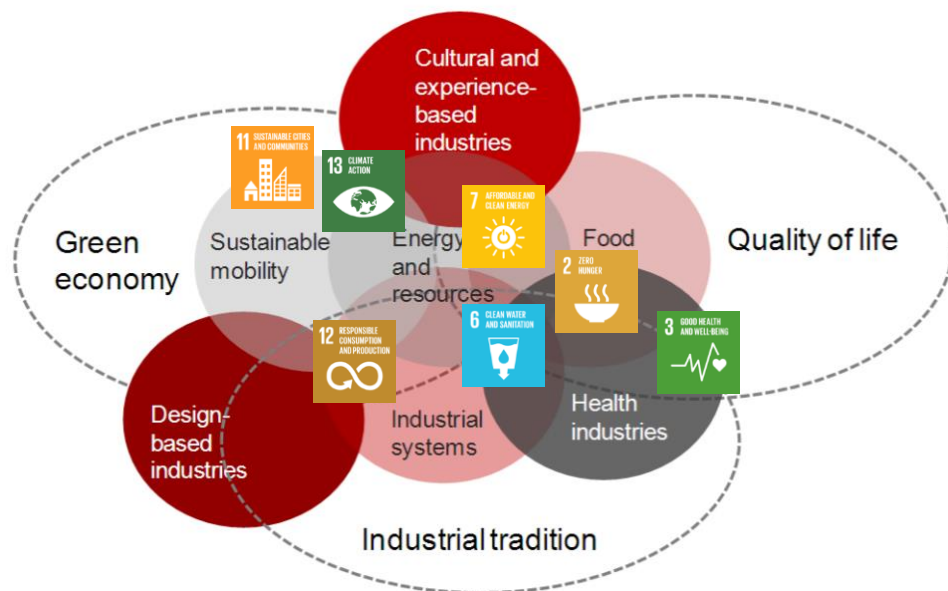 Cultural and
experience-
based
industries
11 SUSTAINABLE CITIES
AND COMMUNITIES
13 CLIMATE
ACTION
7 AFFORDABLE AND
CLEAN ENERGY
Green
economy
Sustainable
mobility
Energy
and
resources
Food
Quality of life
2 ZERO
HUNGER
12 RESPONSIBLE
CONSUMPTION
AND PRODUCTION
6 CLEAN WATER
AND SANITATION
3 GOOD HEALTH
AND WELL-BEING
Design-
based
industries
Industrial
systems
Health
industries
Industrial tradition